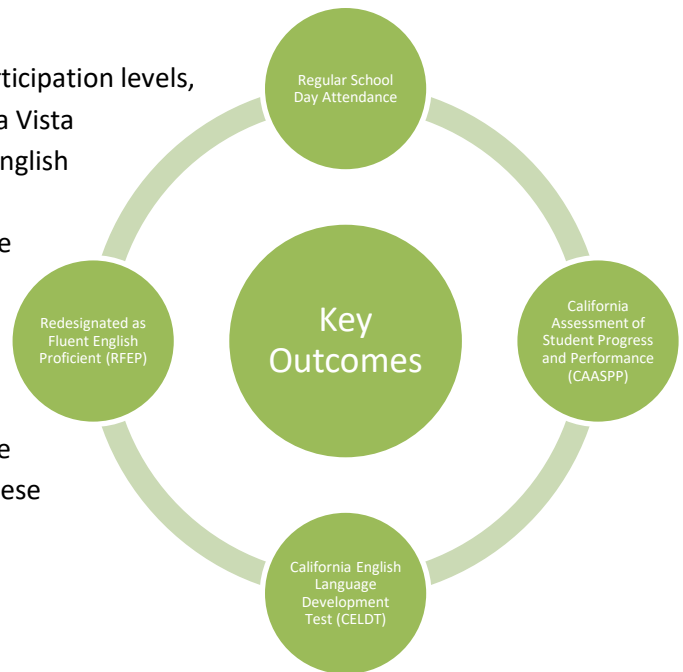 participation levels,
a Vista
nglish
e
e
ese
Regular School
Day Attendance
Redesignated as
Fluent English
Proficient (RFEP)
Key
Outcomes
California
Assessment of
Student Progress
and Performance
(CAASPP)
California English
Language
Development
Test (CELDT)